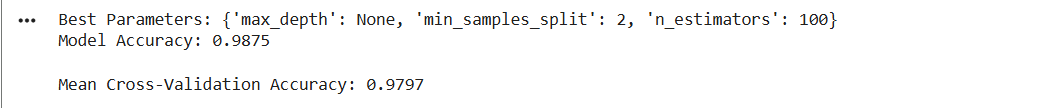 Best Parameters: {'max_depth': None, 'min_samples_split': 2, 'n_estimators': 100}
Model Accuracy: 0.9875
Mean Cross-Validation Accuracy: 0.9797